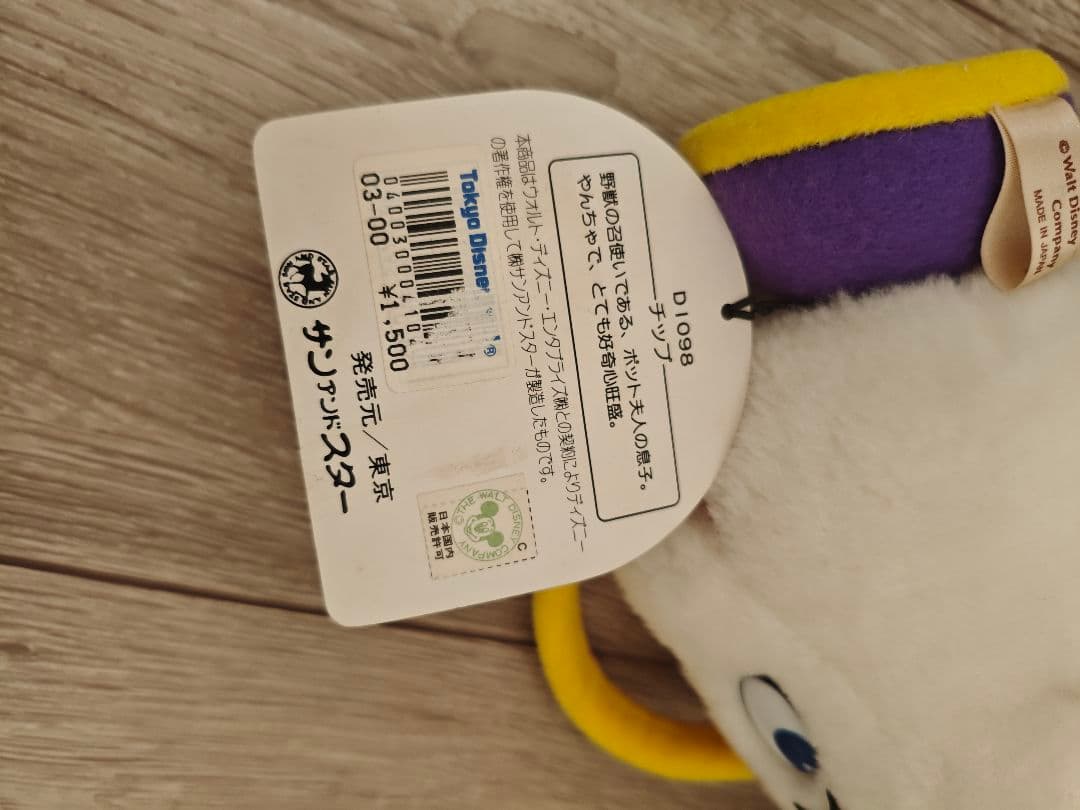 D1098
チップ
野獣の召使いである、ポット夫人の息子。
やんちゃで、とても好奇心旺盛。
本商品はウォルト・ディズニー・エンタプライズ㈱との契約によりディズニー
の著作権を使用して㈱サンアンドスターが製造したものです。
Tokyo Disne
®
040030004104
03-00 ¥1,500
©THE WALT DISNEY COMPANY
C
日本国内
販売許可
発売元/東京
サンアンドスター
©Walt Disney
Company
MADE IN JAPAN